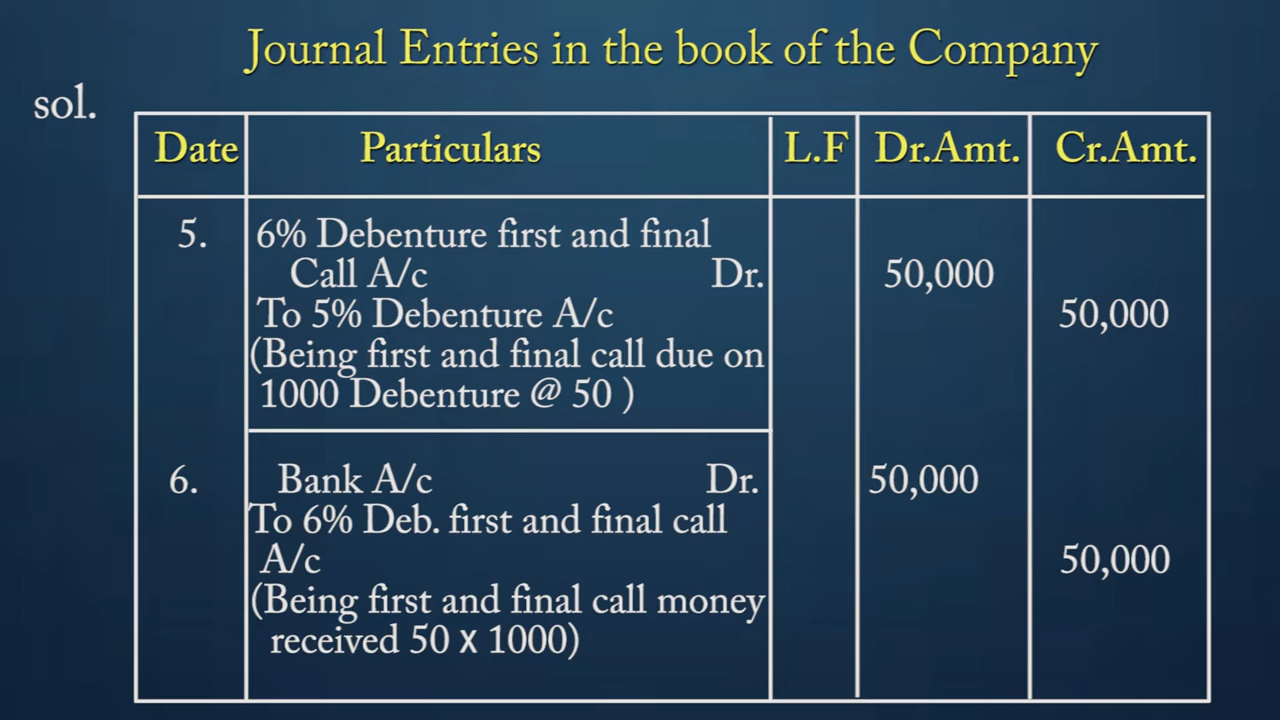 Journal Entries in the book of the Company
sol.
Date Particulars L.F Dr.Amt. Cr.Amt.
5. 6% Debenture first and final
Call A/c Dr. 50,000
To 5% Debenture A/c 50,000
(Being first and final call due on
1000 Debenture @ 50 )
6. Bank A/c Dr. 50,000
To 6% Deb. first and final call
A/c 50,000
(Being first and final call money
received 50 x 1000)